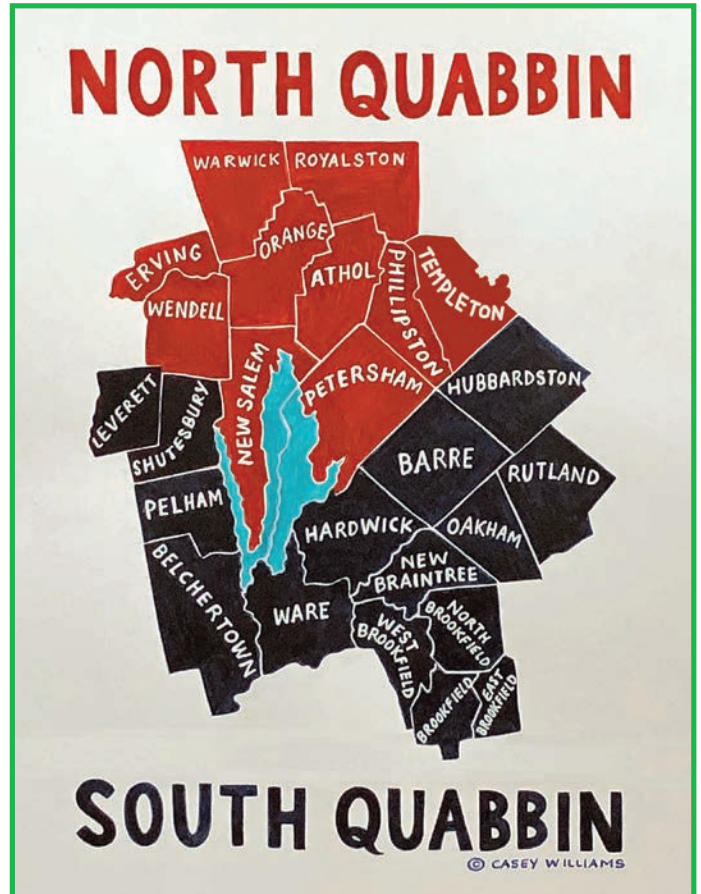 NORTH QUABBIN
WARWICK
ROYALSTON
ORANGE
ERVING
ATHOL
PHILLIPSTON
TEMPLETON
WENDELL
NEW SALEM
PETERSHAM
HUBBARDSTON
LEVERETT
SHUTESBURY
BARRE
RUTLAND
PELHAM
HARDWICK
OAKHAM
BELCHERTOWN
NEW
BRAINTREE
WARE
WEST
BROOKFIELD
NORTH
BROOKFIELD
BROOKFIELD
EAST
BROOKFIELD
SOUTH QUABBIN
© CASEY WILLIAMS